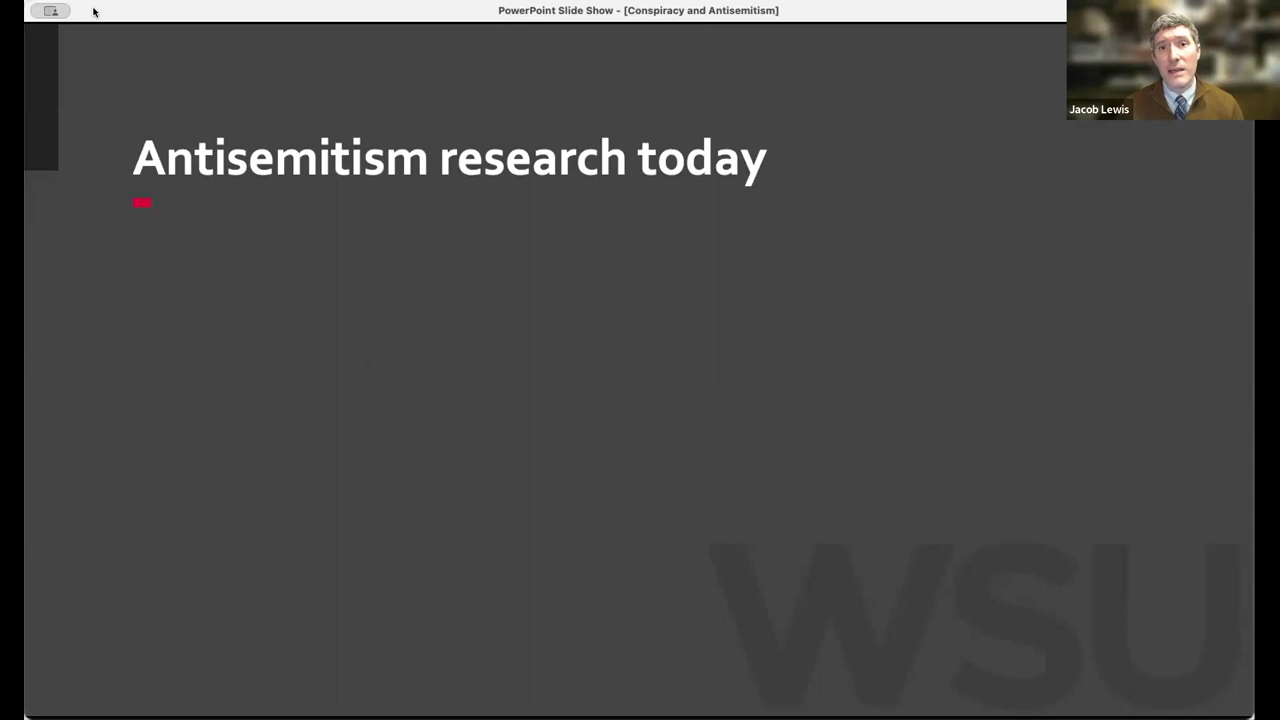 PowerPoint Slide Show - [Conspiracy and Antisemitism]
Jacob Lewis
Antisemitism research today
WSU